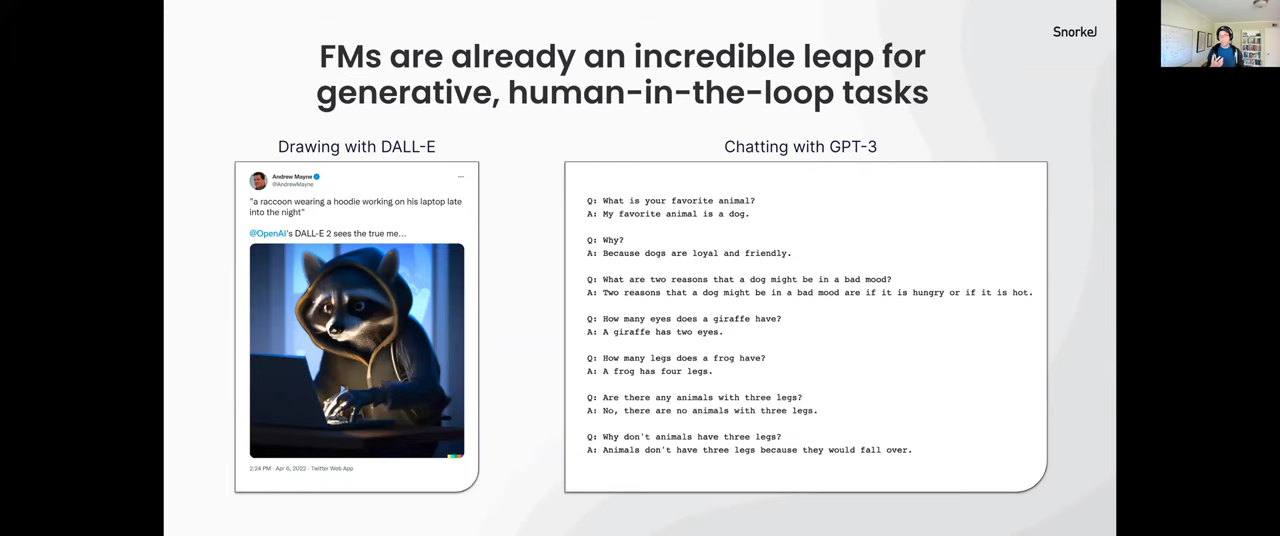 Snorkel
FMs are already an incredible leap for
generative, human-in-the-loop tasks
Drawing with DALL-E
Andrew Mayne
@AndrewMayne
"a raccoon wearing a hoodie working on his laptop late
into the night"
@OpenAI's DALL-E 2 sees the true me...
2:24 PM · Apr 6, 2022 · Twitter Web App
Chatting with GPT-3
Q: What is your favorite animal?
A: My favorite animal is a dog.
Q: Why?
A: Because dogs are loyal and friendly.
Q: What are two reasons that a dog might be in a bad mood?
A: Two reasons that a dog might be in a bad mood are if it is hungry or if it is hot.
Q: How many eyes does a giraffe have?
A: A giraffe has two eyes.
Q: How many legs does a frog have?
A: A frog has four legs.
Q: Are there any animals with three legs?
A: No, there are no animals with three legs.
Q: Why don't animals have three legs?
A: Animals don't have three legs because they would fall over.